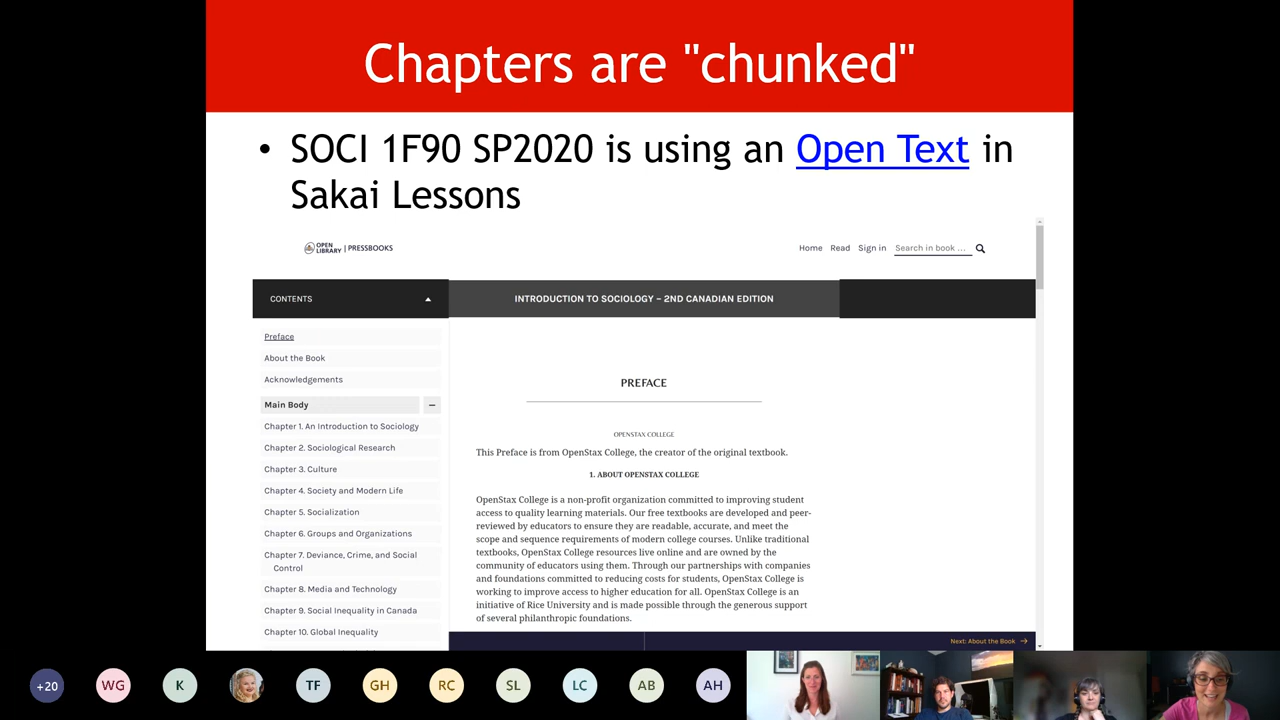 Chapters are "chunked"
• SOCI 1F90 SP2020 is using an Open Text in
Sakai Lessons
OPEN LIBRARY | PRESSBOOKS
Home Read Sign in Search in book ...
CONTENTS
INTRODUCTION TO SOCIOLOGY – 2ND CANADIAN EDITION
Preface
About the Book
Acknowledgements
Main Body
Chapter 1. An Introduction to Sociology
Chapter 2. Sociological Research
Chapter 3. Culture
Chapter 4. Society and Modern Life
Chapter 5. Socialization
Chapter 6. Groups and Organizations
Chapter 7. Deviance, Crime, and Social
Control
Chapter 8. Media and Technology
Chapter 9. Social Inequality in Canada
Chapter 10. Global Inequality
PREFACE
OPENSTAX COLLEGE
This Preface is from OpenStax College, the creator of the original textbook.
1. ABOUT OPENSTAX COLLEGE
OpenStax College is a non-profit organization committed to improving student
access to quality learning materials. Our free textbooks are developed and peer-
reviewed by educators to ensure they are readable, accurate, and meet the
scope and sequence requirements of modern college courses. Unlike traditional
textbooks, OpenStax College resources live online and are owned by the
community of educators using them. Through our partnerships with companies
and foundations committed to reducing costs for students, OpenStax College is
working to improve access to higher education for all. OpenStax College is an
initiative of Rice University and is made possible through the generous support
of several philanthropic foundations.
Next: About the Book →
+20 WG K TF GH RC SL LC AB AH